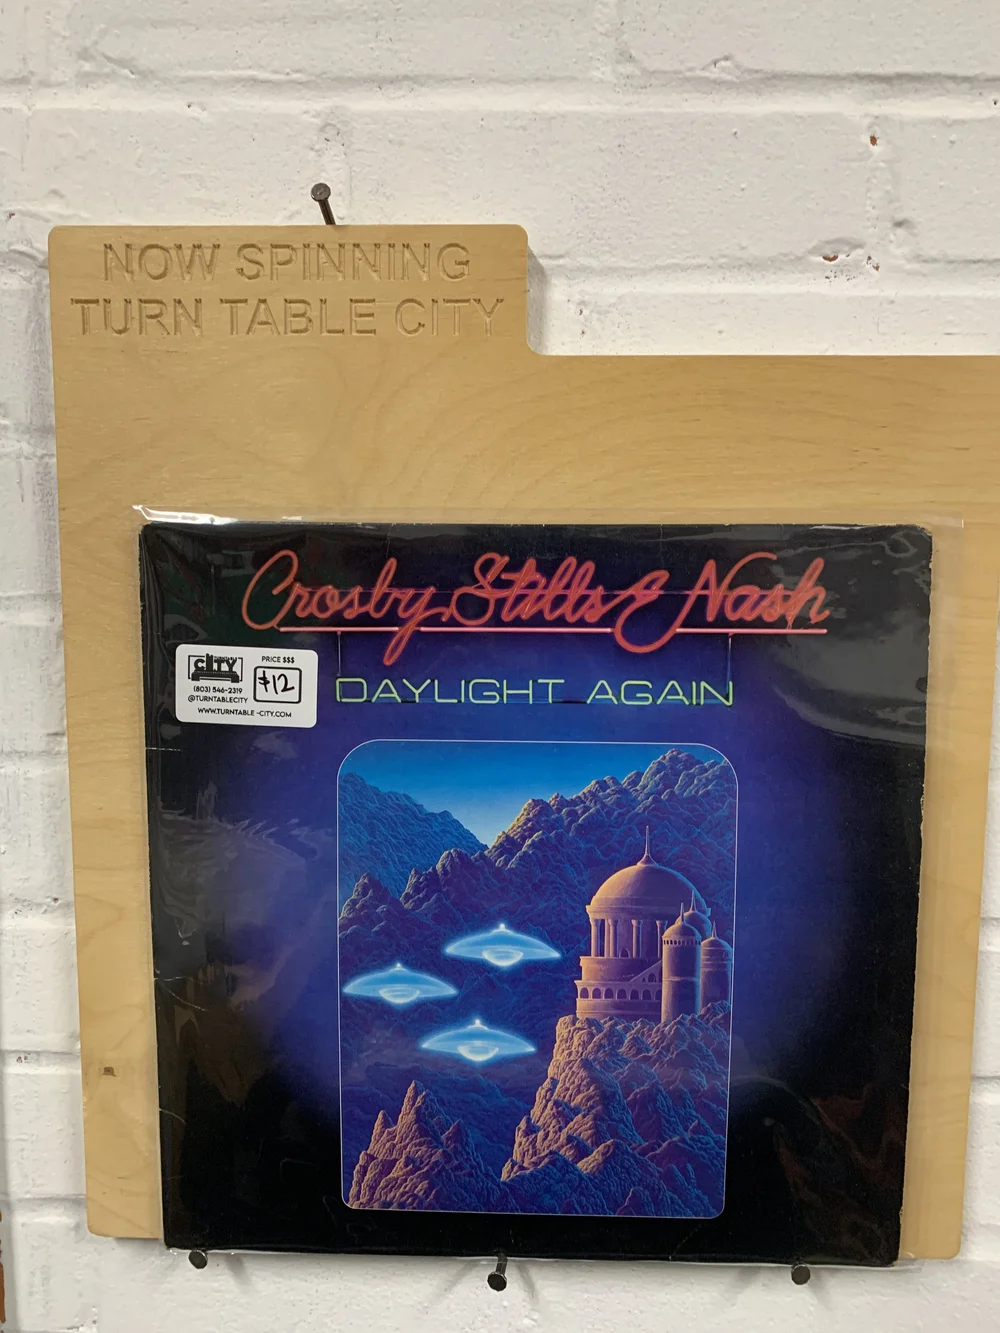 NOW SPINNING
TURN TABLE CITY
Crosby, Stills & Nash
DAYLIGHT AGAIN
CITY
PRICE $$$
$12
(803) 546-2319
@TURNTABLECITY
WWW.TURNTABLE-CITY.COM